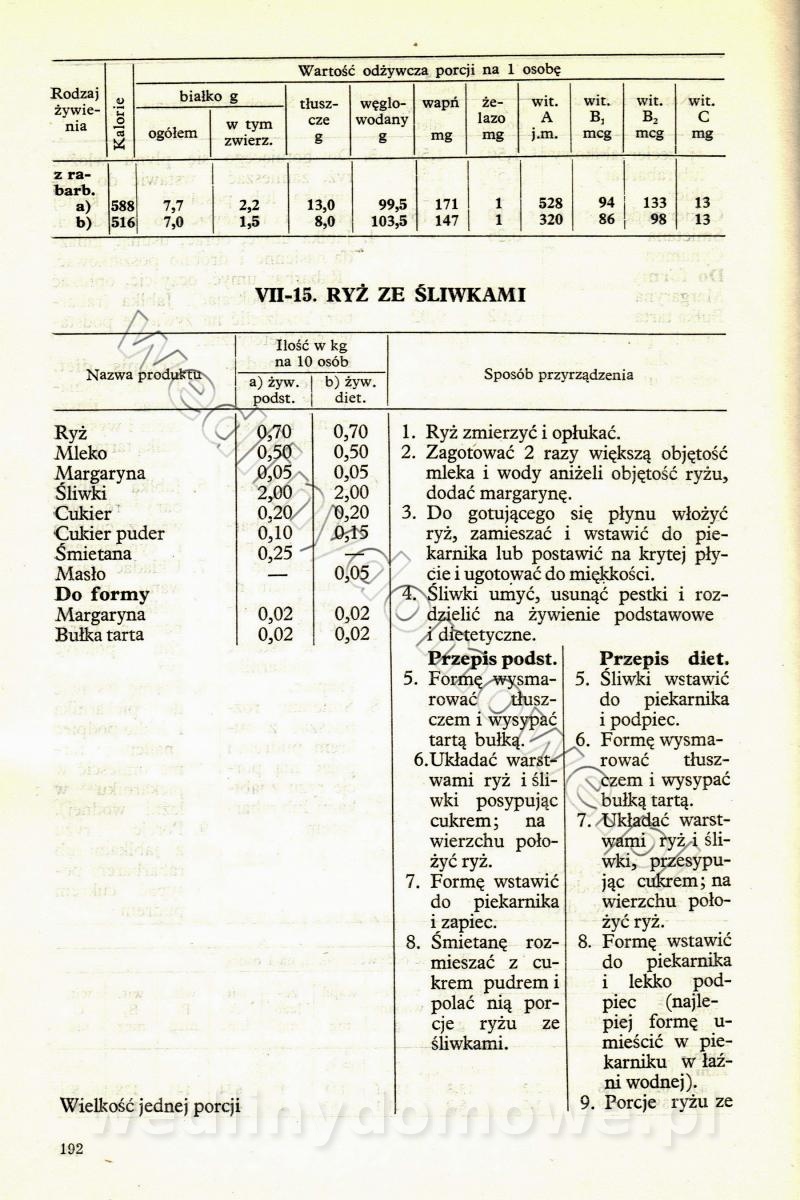 Wartość odżywcza porcji na 1 osobę
Rodzaj żywie- nia | Kalorie | białko g ogółem | białko g w tym zwierz. | tłusz- cze g | węglo- wodany g | wapń mg | że- lazo mg | wit. A j.m. | wit. B₁ mcg | wit. B₂ mcg | wit. C mg
z ra-
barb.
a) 588 7,7 2,2 13,0 99,5 171 1 528 94 133 13
b) 516 7,0 1,5 8,0 103,5 147 1 320 86 98 13
VII-15. RYŻ ZE ŚLIWKAMI
Nazwa produktu
Ilość w kg
na 10 osób
a) żyw. podst.
b) żyw. diet.
Sposób przyrządzenia
Ryż 0,70 0,70
Mleko 0,50 0,50
Margaryna 0,05 0,05
Śliwki 2,00 2,00
Cukier 0,20 0,20
Cukier puder 0,10 0,15
Śmietana 0,25 —
Masło — 0,05
Do formy
Margaryna 0,02 0,02
Bułka tarta 0,02 0,02
Wielkość jednej porcji
1. Ryż zmierzyć i opłukać.
2. Zagotować 2 razy większą objętość
mleka i wody aniżeli objętość ryżu,
dodać margarynę.
3. Do gotującego się płynu włożyć
ryż, zamieszać i wstawić do pie-
karnika lub postawić na krytej pły-
cie i ugotować do miękkości.
4. Śliwki umyć, usunąć pestki i roz-
dzielić na żywienie podstawowe
i dietetyczne.
Przepis podst.
5. Formę wysma-
rować tłusz-
czem i wysypać
tartą bułką.
6.Układać warst-
wami ryż i śli-
wki posypując
cukrem; na
wierzchu poło-
żyć ryż.
7. Formę wstawić
do piekarnika
i zapiec.
8. Śmietanę roz-
mieszać z cu-
krem pudrem i
polać nią por-
cje ryżu ze
śliwkami.
Przepis diet.
5. Śliwki wstawić
do piekarnika
i podpiec.
6. Formę wysma-
rować tłusz-
czem i wysypać
bułką tartą.
7. Układać warst-
wami ryż i śli-
wki, przesypu-
jąc cukrem; na
wierzchu poło-
żyć ryż.
8. Formę wstawić
do piekarnika
i lekko pod-
piec (najle-
piej formę u-
mieścić w pie-
karniku w łaź-
ni wodnej).
9. Porcje ryżu ze
192
wedlinydomowe.pl